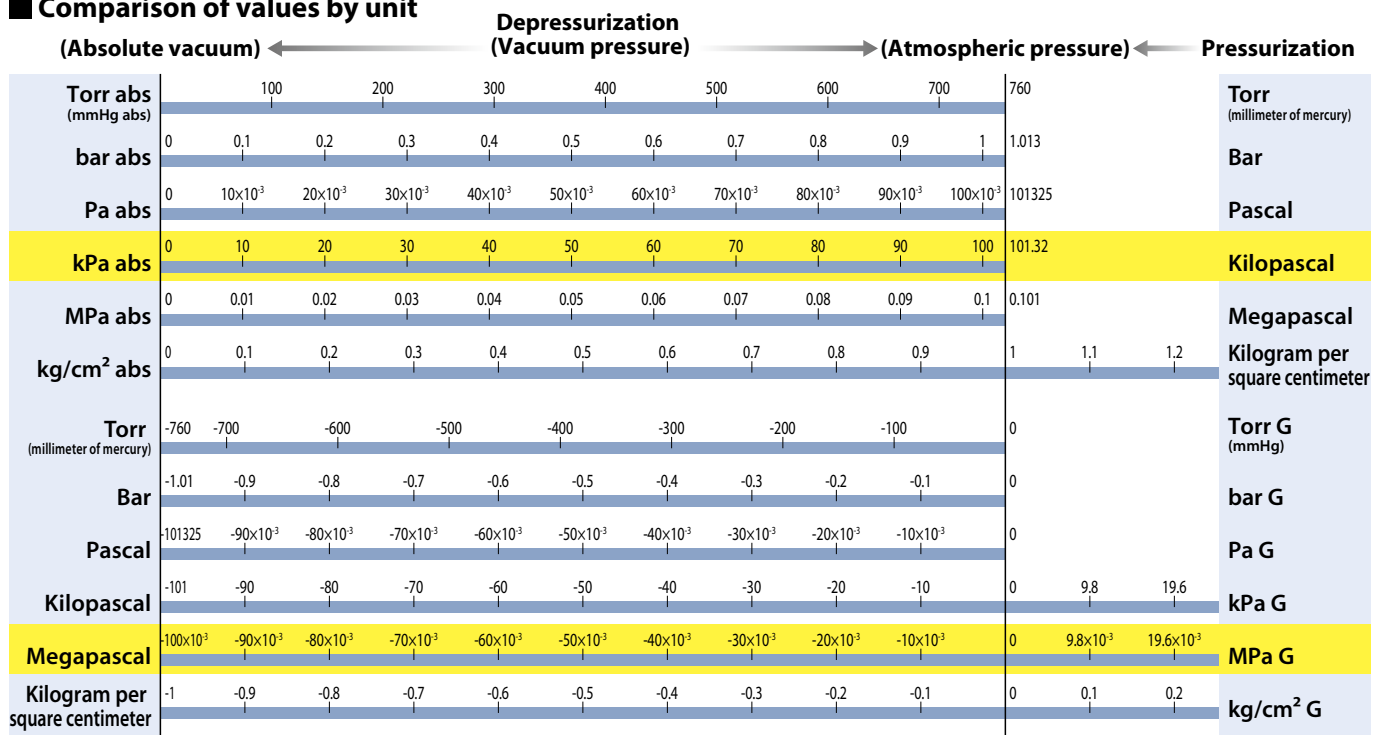 ■ Comparison of values by unit
Depressurization
(Absolute vacuum) (Vacuum pressure) (Atmospheric pressure) Pressurization
Torr abs 100 200 300 400 500 600 700 760 Torr
(mmHg abs) (millimeter of mercury)
bar abs 0 0.1 0.2 0.3 0.4 0.5 0.6 0.7 0.8 0.9 1 1.013 Bar
Pa abs 0 10×10⁻³ 20×10⁻³ 30×10⁻³ 40×10⁻³ 50×10⁻³ 60×10⁻³ 70×10⁻³ 80×10⁻³ 90×10⁻³ 100×10⁻³ 101325 Pascal
kPa abs 0 10 20 30 40 50 60 70 80 90 100 101.32 Kilopascal
MPa abs 0 0.01 0.02 0.03 0.04 0.05 0.06 0.07 0.08 0.09 0.1 0.101 Megapascal
kg/cm² abs 0 0.1 0.2 0.3 0.4 0.5 0.6 0.7 0.8 0.9 1 1.1 1.2 Kilogram per
square centimeter
Torr -760 -700 -600 -500 -400 -300 -200 -100 0 Torr G
(millimeter of mercury) (mmHg)
Bar -1.01 -0.9 -0.8 -0.7 -0.6 -0.5 -0.4 -0.3 -0.2 -0.1 0 bar G
Pascal -101325 -90×10⁻³ -80×10⁻³ -70×10⁻³ -60×10⁻³ -50×10⁻³ -40×10⁻³ -30×10⁻³ -20×10⁻³ -10×10⁻³ 0 Pa G
Kilopascal -101 -90 -80 -70 -60 -50 -40 -30 -20 -10 0 9.8 19.6 kPa G
Megapascal -100×10⁻³ -90×10⁻³ -80×10⁻³ -70×10⁻³ -60×10⁻³ -50×10⁻³ -40×10⁻³ -30×10⁻³ -20×10⁻³ -10×10⁻³ 0 9.8×10⁻³ 19.6×10⁻³ MPa G
Kilogram per -1 -0.9 -0.8 -0.7 -0.6 -0.5 -0.4 -0.3 -0.2 -0.1 0 0.1 0.2 kg/cm² G
square centimeter